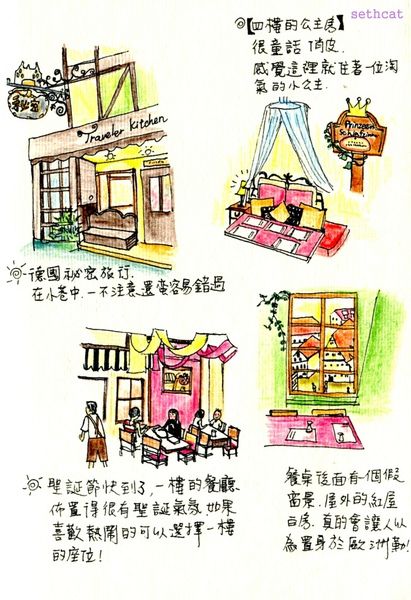 sethcat
【四樓的公主房】
很童話 俏皮.
感覺這裡就住著一位淘
氣的小公主.
秘密
Traveler Kitchen
Prinzessin
德國秘密旅行.
在小巷中,一不注意還蠻容易錯過
聖誕節快到了,一樓的餐廳
佈置得很有聖誕氣氛 如果
喜歡熱鬧的可以選擇一樓
的座位!
餐桌後面有個假
窗景.屋外的紅屋
白房.真的會讓人以
為置身於歐洲勒!